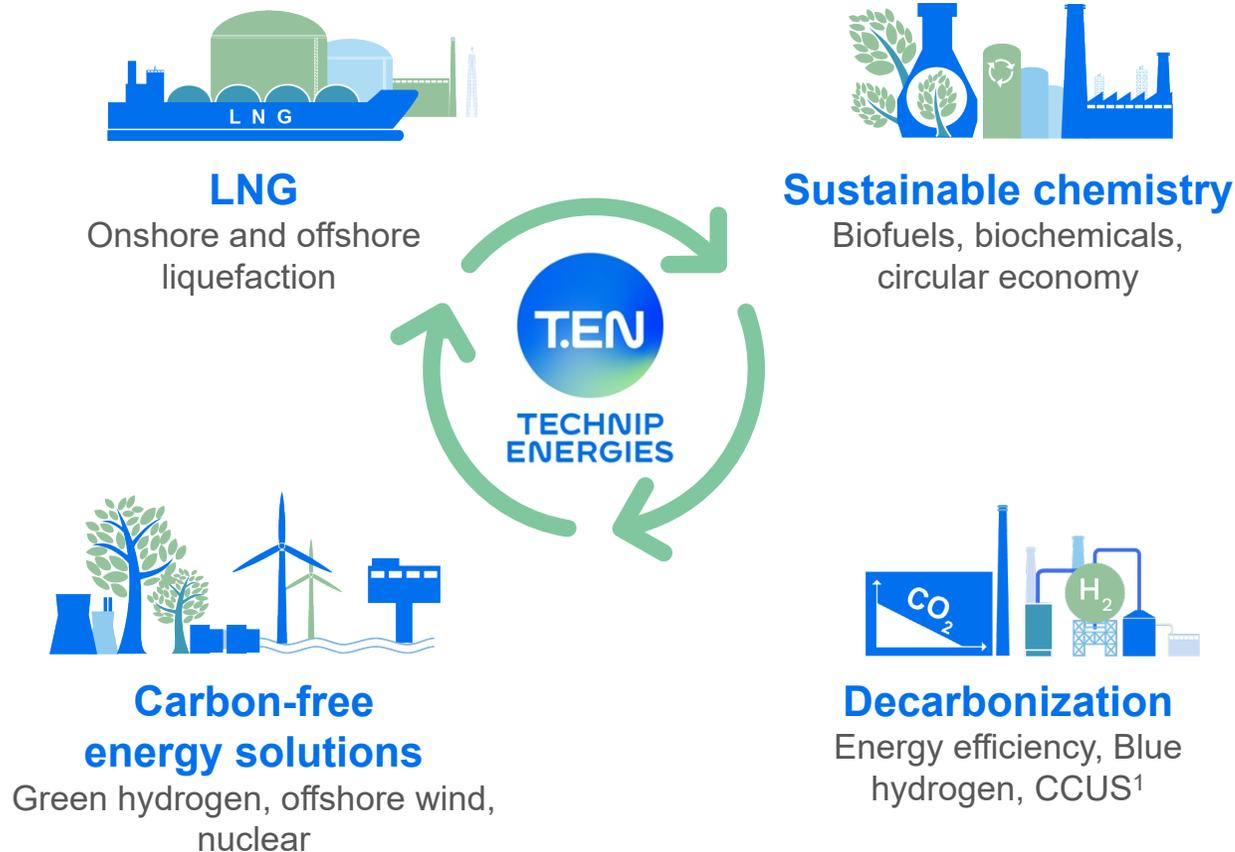 L N G
LNG
Onshore and offshore
liquefaction
Sustainable chemistry
Biofuels, biochemicals,
circular economy
T.EN
TECHNIP
ENERGIES
Carbon-free
energy solutions
Green hydrogen, offshore wind,
nuclear
CO₂
H₂
Decarbonization
Energy efficiency, Blue
hydrogen, CCUS¹